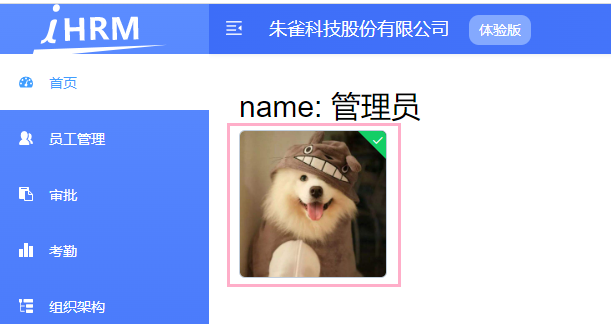 iHRM
朱雀科技股份有限公司 体验版
首页
name: 管理员
员工管理
审批
考勤
组织架构